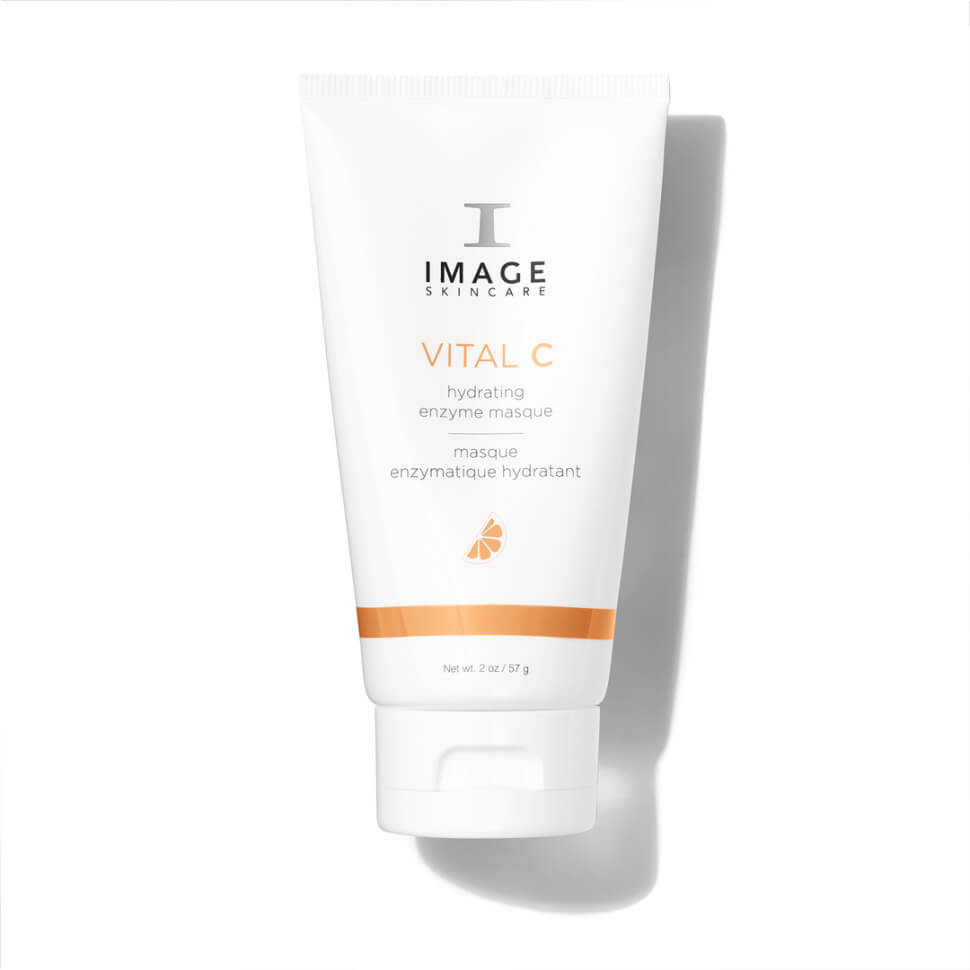 I
IMAGE
SKINCARE
VITAL C
hydrating
enzyme masque
masque
enzymatique hydratant
Net wt. 2 oz / 57 g